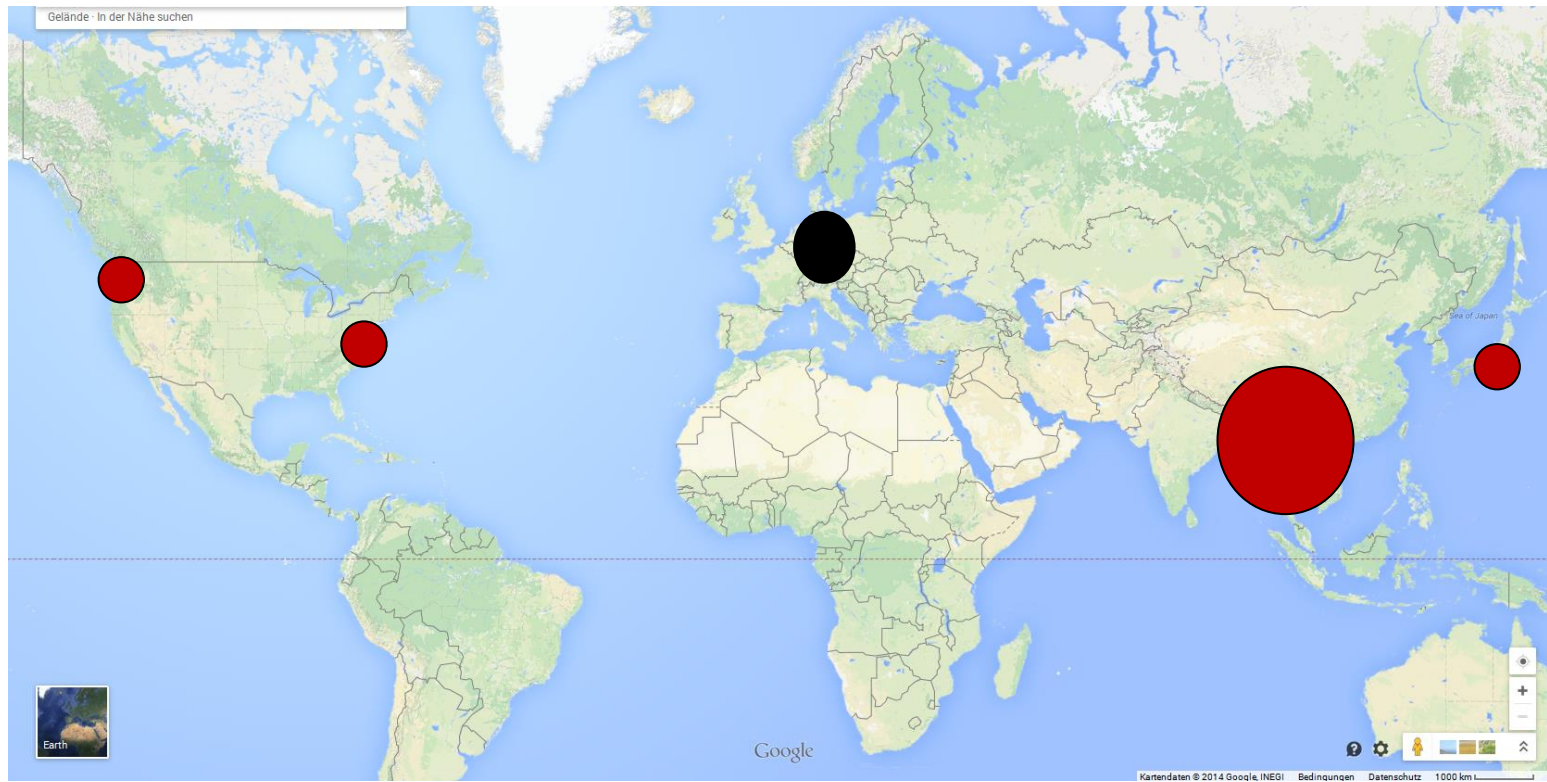 Gelände · In der Nähe suchen
Sea of Japan
Earth
Google
Kartendaten © 2014 Google, INEGI Bedingungen Datenschutz 1000 km